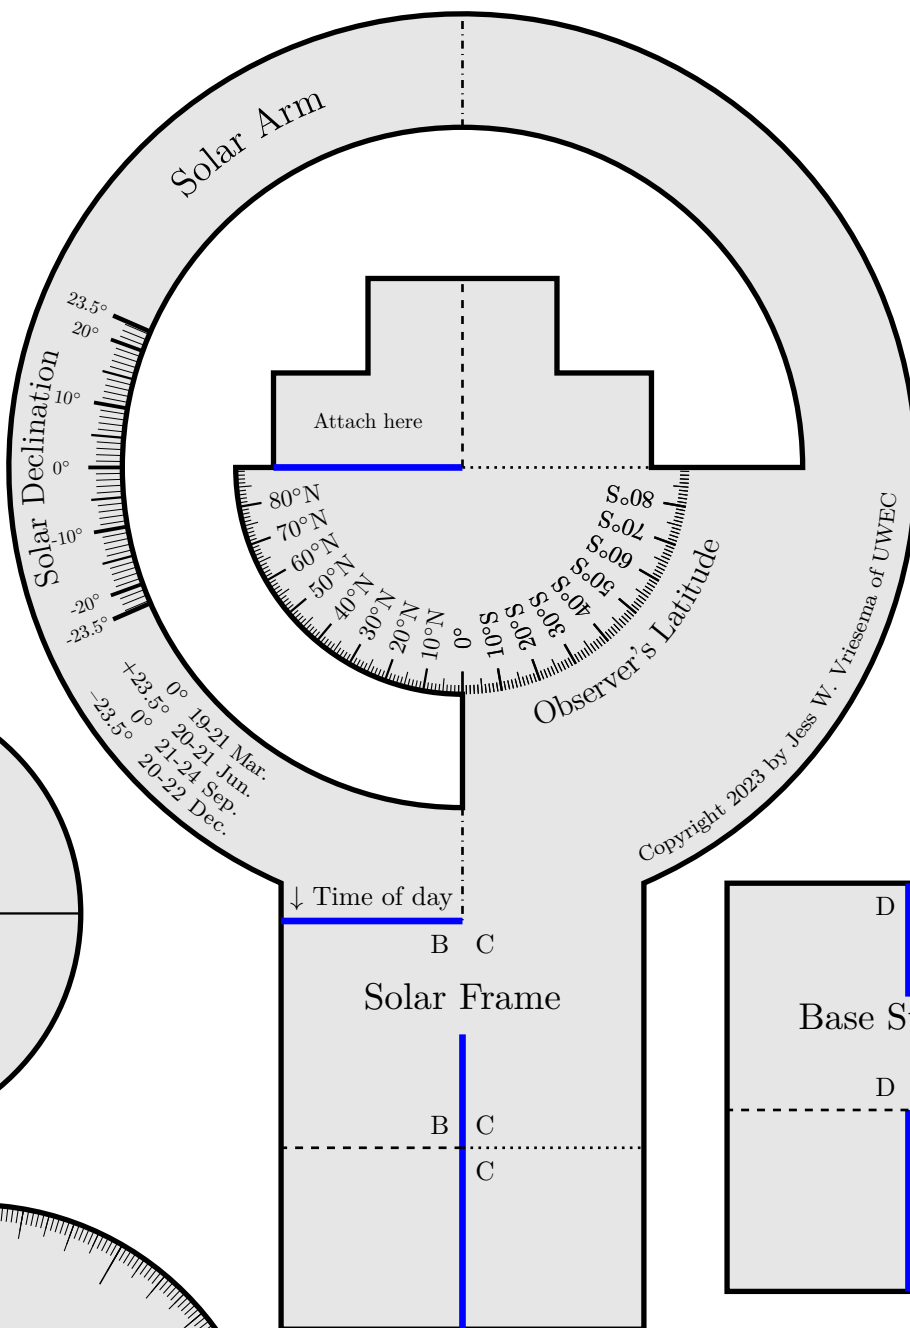 Solar Arm
23.5°
20°
10°
0°
-10°
-20°
-23.5°
Solar Declination
Attach here
80°N
70°N
60°N
50°N
40°N
30°N
20°N
10°N
0°
10°S
20°S
30°S
40°S
50°S
60°S
70°S
80°S
Observer's Latitude
Copyright 2023 by Jess W. Vriesema of UWEC
0° 19-21 Mar.
+23.5° 20-21 Jun.
0° 21-24 Sep.
−23.5° 20-22 Dec.
↓ Time of day
B C
Solar Frame
B C
C
D
Base S
D